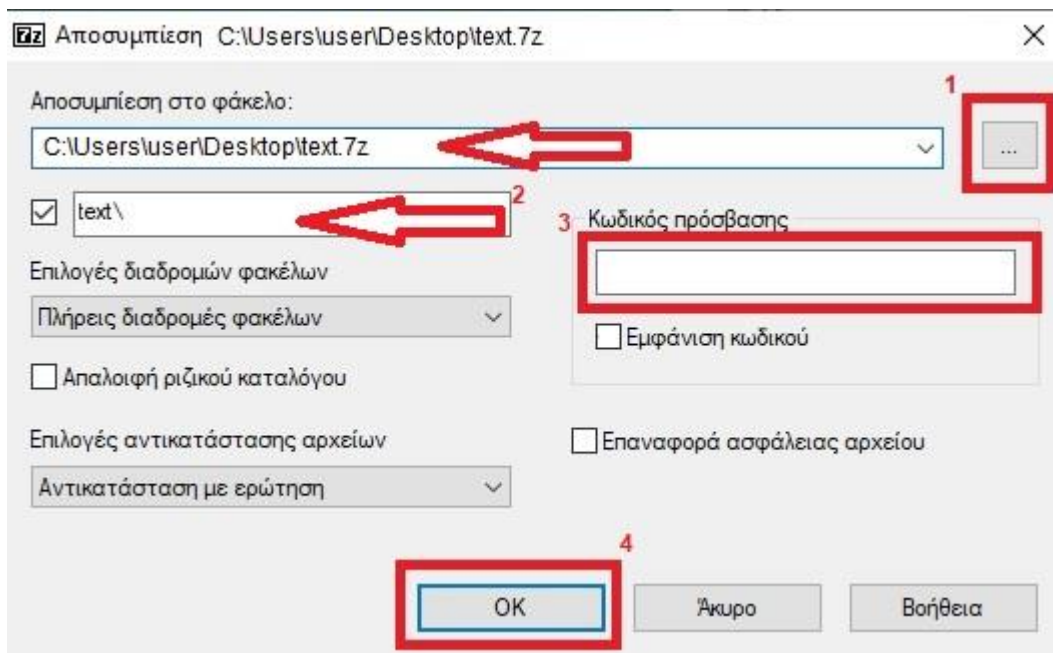 7z Αποσυμπίεση C:\Users\user\Desktop\text.7z
Αποσυμπίεση στο φάκελο:
1
C:\Users\user\Desktop\text.7z
...
text\
2
3 Κωδικός πρόσβασης
Επιλογές διαδρομών φακέλων
Πλήρεις διαδρομές φακέλων
Εμφάνιση κωδικού
Απαλοιφή ριζικού καταλόγου
Επιλογές αντικατάστασης αρχείων
Επαναφορά ασφάλειας αρχείου
Αντικατάσταση με ερώτηση
4
OK Άκυρο Βοήθεια